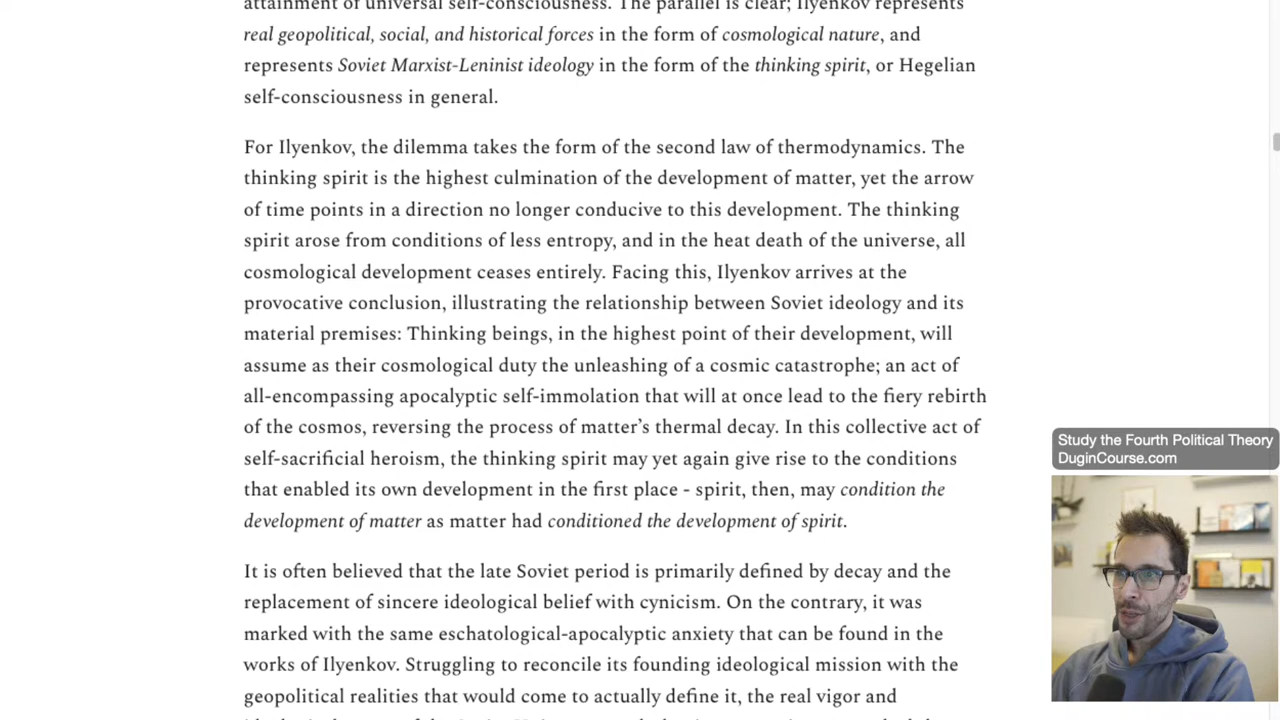 attainment of universal self-consciousness. The parallel is clear; Ilyenkov represents
real geopolitical, social, and historical forces in the form of cosmological nature, and
represents Soviet Marxist-Leninist ideology in the form of the thinking spirit, or Hegelian
self-consciousness in general.
For Ilyenkov, the dilemma takes the form of the second law of thermodynamics. The
thinking spirit is the highest culmination of the development of matter, yet the arrow
of time points in a direction no longer conducive to this development. The thinking
spirit arose from conditions of less entropy, and in the heat death of the universe, all
cosmological development ceases entirely. Facing this, Ilyenkov arrives at the
provocative conclusion, illustrating the relationship between Soviet ideology and its
material premises: Thinking beings, in the highest point of their development, will
assume as their cosmological duty the unleashing of a cosmic catastrophe; an act of
all-encompassing apocalyptic self-immolation that will at once lead to the fiery rebirth
of the cosmos, reversing the process of matter’s thermal decay. In this collective act of
self-sacrificial heroism, the thinking spirit may yet again give rise to the conditions
that enabled its own development in the first place - spirit, then, may condition the
development of matter as matter had conditioned the development of spirit.
It is often believed that the late Soviet period is primarily defined by decay and the
replacement of sincere ideological belief with cynicism. On the contrary, it was
marked with the same eschatological-apocalyptic anxiety that can be found in the
works of Ilyenkov. Struggling to reconcile its founding ideological mission with the
geopolitical realities that would come to actually define it, the real vigor and
Study the Fourth Political Theory
DuginCourse.com